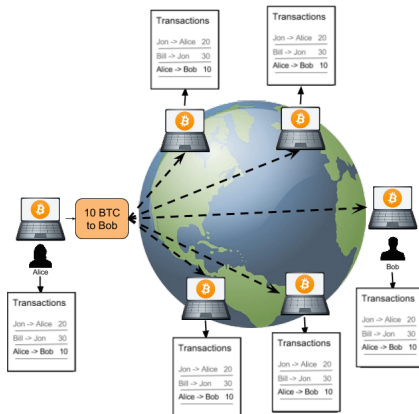 Transactions
Jon -> Alice 20
Bill -> Jon 30
Alice -> Bob 10
Transactions
Jon -> Alice 20
Bill -> Jon 30
Alice -> Bob 10
10 BTC
to Bob
Alice
Bob
Transactions
Jon -> Alice 20
Bill -> Jon 30
Alice -> Bob 10
Transactions
Jon -> Alice 20
Bill -> Jon 30
Alice -> Bob 10
Transactions
Jon -> Alice 20
Bill -> Jon 30
Alice -> Bob 10
Transactions
Jon -> Alice 20
Bill -> Jon 30
Alice -> Bob 10